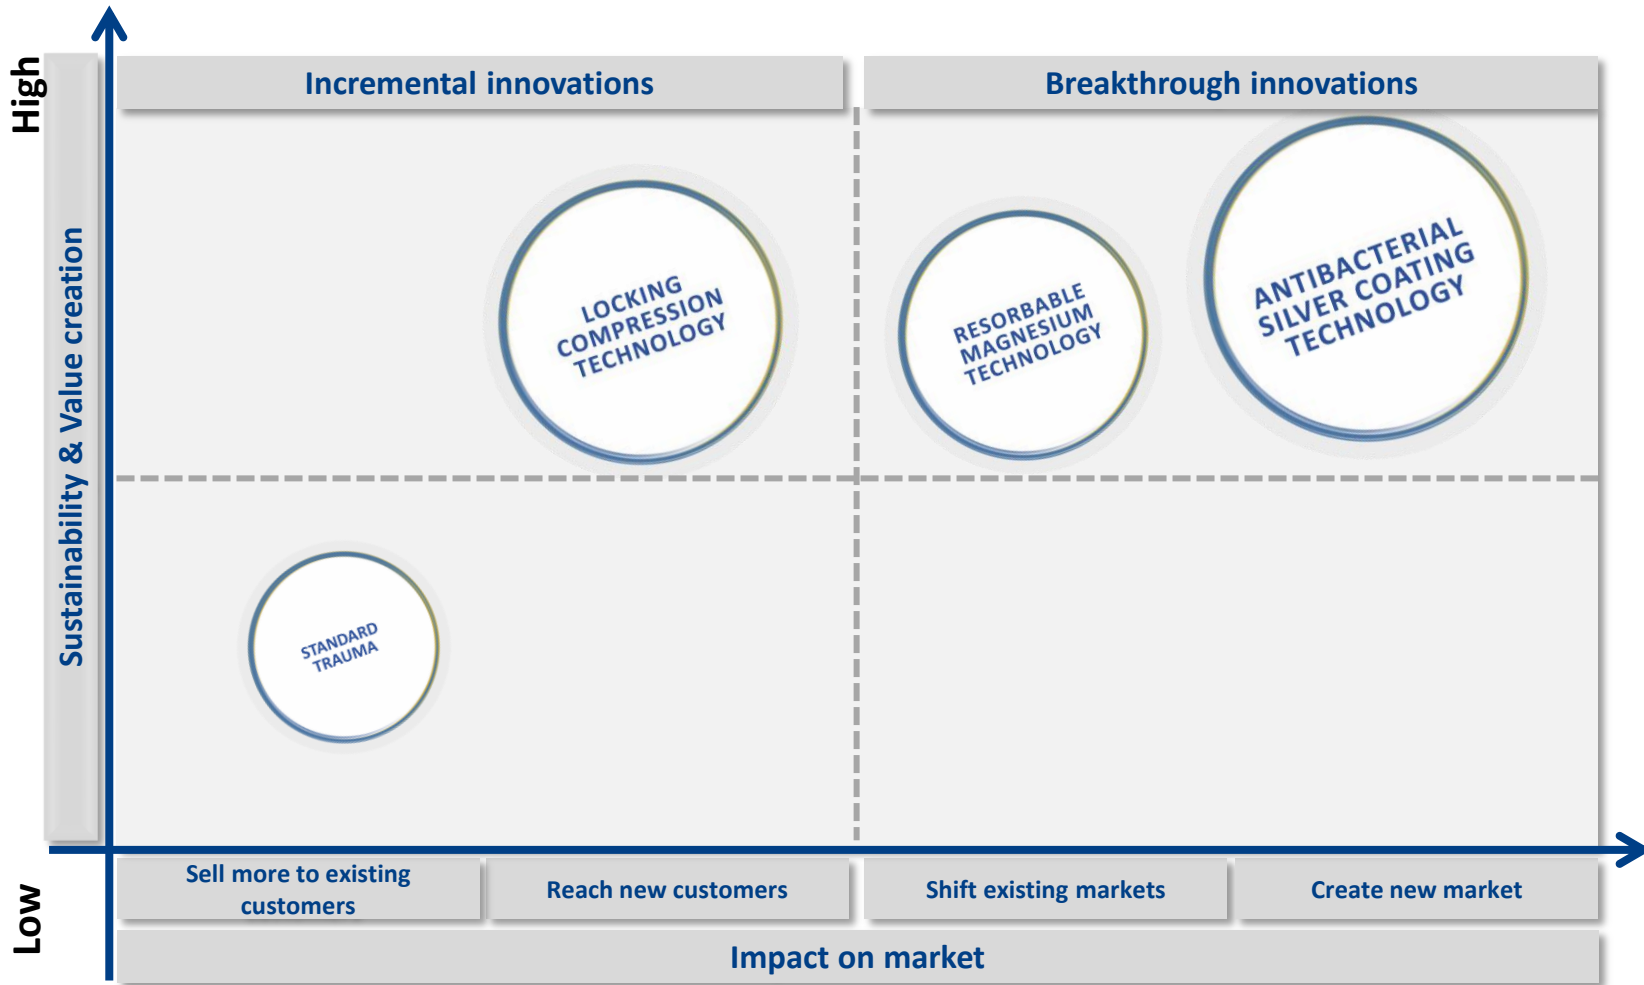 High
Incremental innovations
Breakthrough innovations
Sustainability & Value creation
LOCKING
COMPRESSION
TECHNOLOGY
RESORBABLE
MAGNESIUM
TECHNOLOGY
ANTIBACTERIAL
SILVER COATING
TECHNOLOGY
STANDARD
TRAUMA
Low
Sell more to existing
customers
Reach new customers
Shift existing markets
Create new market
Impact on market